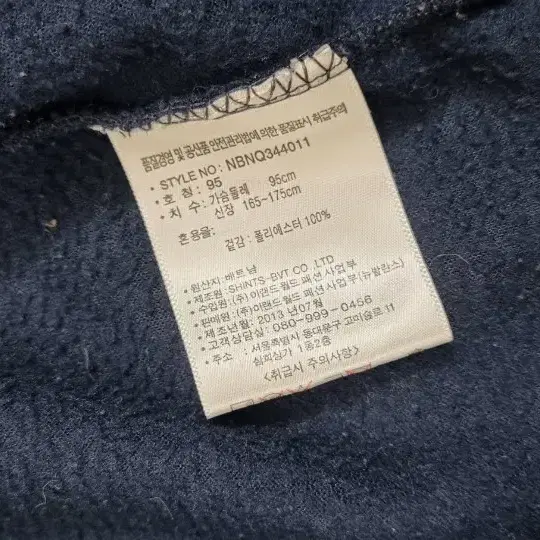 품질경영 및 공산품 안전관리법에 의한 품질표시 취급주의
• STYLE NO : NBNQ344011
• 호 칭 : 95
• 치 수 : 가슴둘레 95cm
신장 165-175cm
혼용율:
겉감 : 폴리에스터 100%
• 원산지: 베트남
• 제조원: SHINTS-BVT CO., LTD
• 수입원: (주)이랜드 월드 패션 사업부
• 판매원: (주)이랜드 월드 패션 사업부 (뉴발란스)
• 제조년월: 2013 년07월
• 고객상담실: 080-999-0456
• 주소 : 서울특별시 동대문구 고미술로 11
1층2층
<취급시 주의사항>